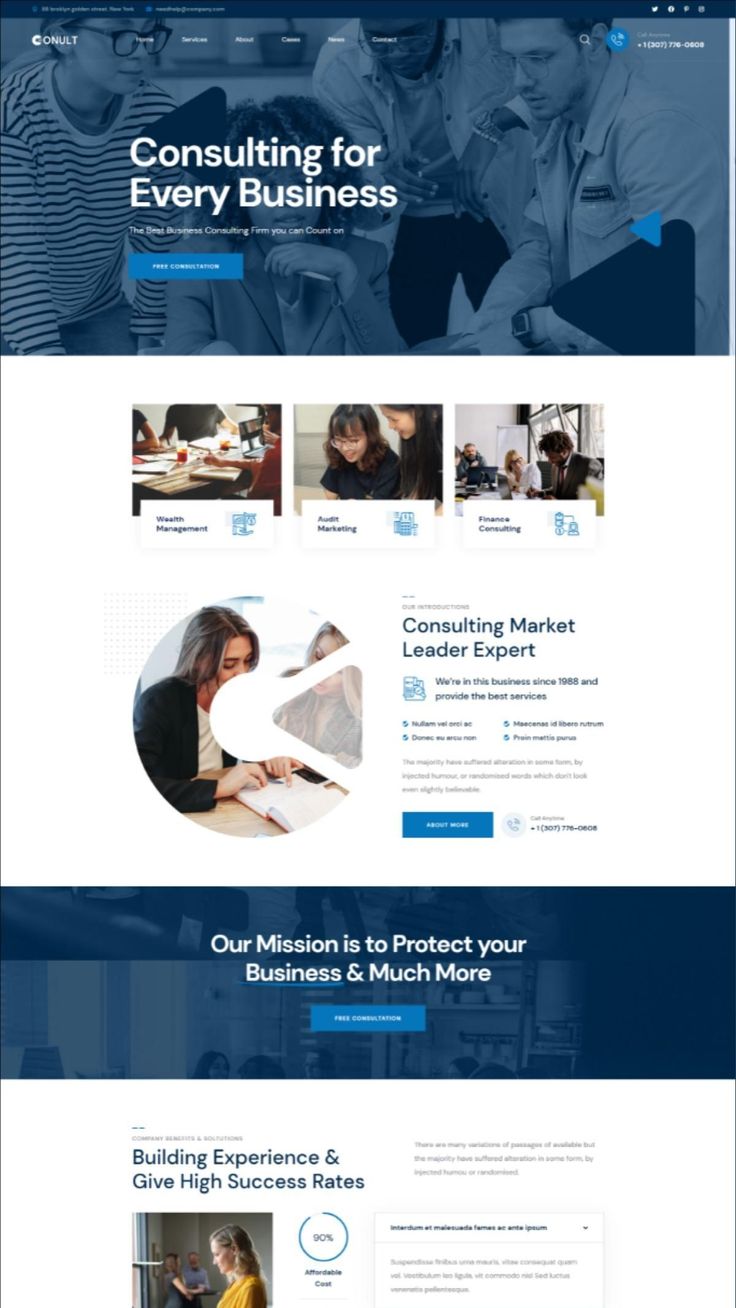 88 broklyn golden street. New York
needhelp@company.com
CONULT
Home
Services
About
Cases
News
Contact
Call Anytime
+ 1 (307) 776-0608
Consulting for
Every Business
The Best Business Consulting Firm you can Count on
FREE CONSULTATION
Wealth
Management
Audit
Marketing
Finance
Consulting
OUR INTRODUCTIONS
Consulting Market
Leader Expert
We're in this business since 1988 and
provide the best services
Nullam vel orci ac
Maecenas id libero rutrum
Donec eu arcu non
Proin mattis purus
The majority have suffered alteration in some form, by
injected humour, or randomised words which don't look
even slightly believable.
ABOUT MORE
Call Anytime
+ 1 (307) 776-0608
Our Mission is to Protect your
Business & Much More
FREE CONSULTATION
COMPANY BENEFITS & SOLTUTIONS
Building Experience &
Give High Success Rates
There are many variations of passages of available but
the majority have suffered alteration in some form, by
injected humou or randomised.
90%
Affordable
Cost
Interdum et malesuada fames ac ante ipsum
Suspendisse finibus urna mauris, vitae consequat quam
vel. Vestibulum leo ligula, vit commodo nisl Sed luctus
venenatis pellentesque.